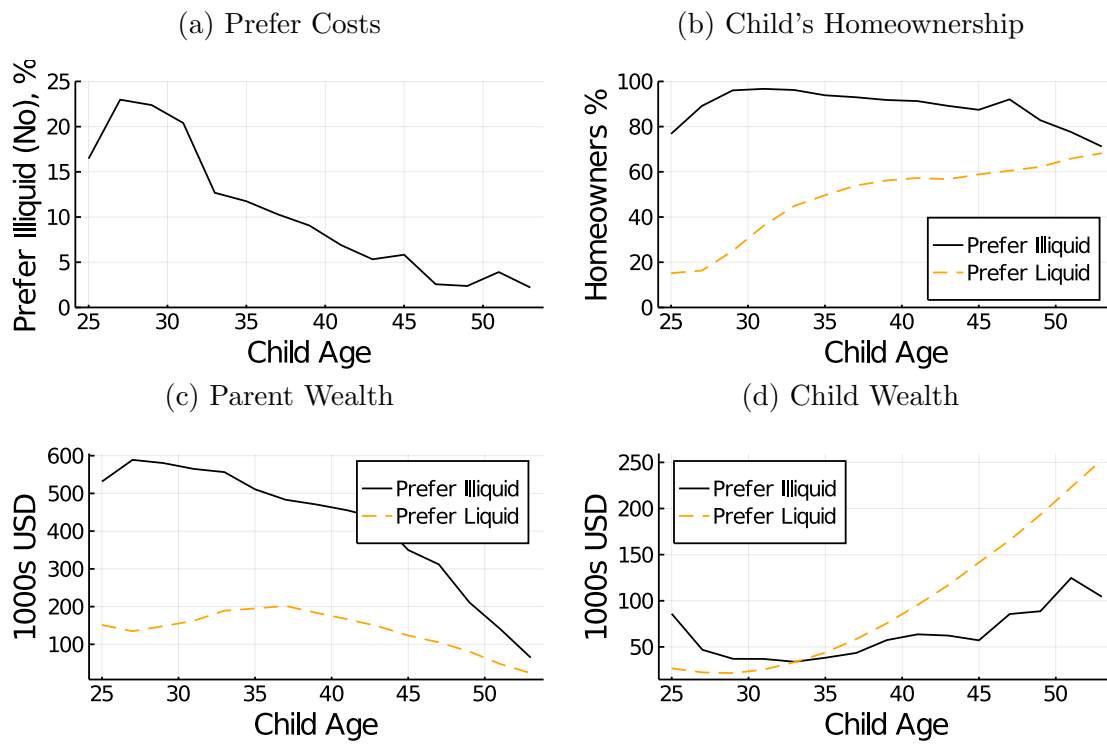 (a) Prefer Costs
Prefer Illiquid (No), %
25
20
15
10
5
0
25 30 35 40 45 50
Child Age
(b) Child's Homeownership
Homeowners %
100
80
60
40
20
0
Prefer Illiquid
Prefer Liquid
25 30 35 40 45 50
Child Age
(c) Parent Wealth
1000s USD
600
500
400
300
200
100
Prefer Illiquid
Prefer Liquid
25 30 35 40 45 50
Child Age
(d) Child Wealth
1000s USD
250
200
150
100
50
Prefer Illiquid
Prefer Liquid
25 30 35 40 45 50
Child Age